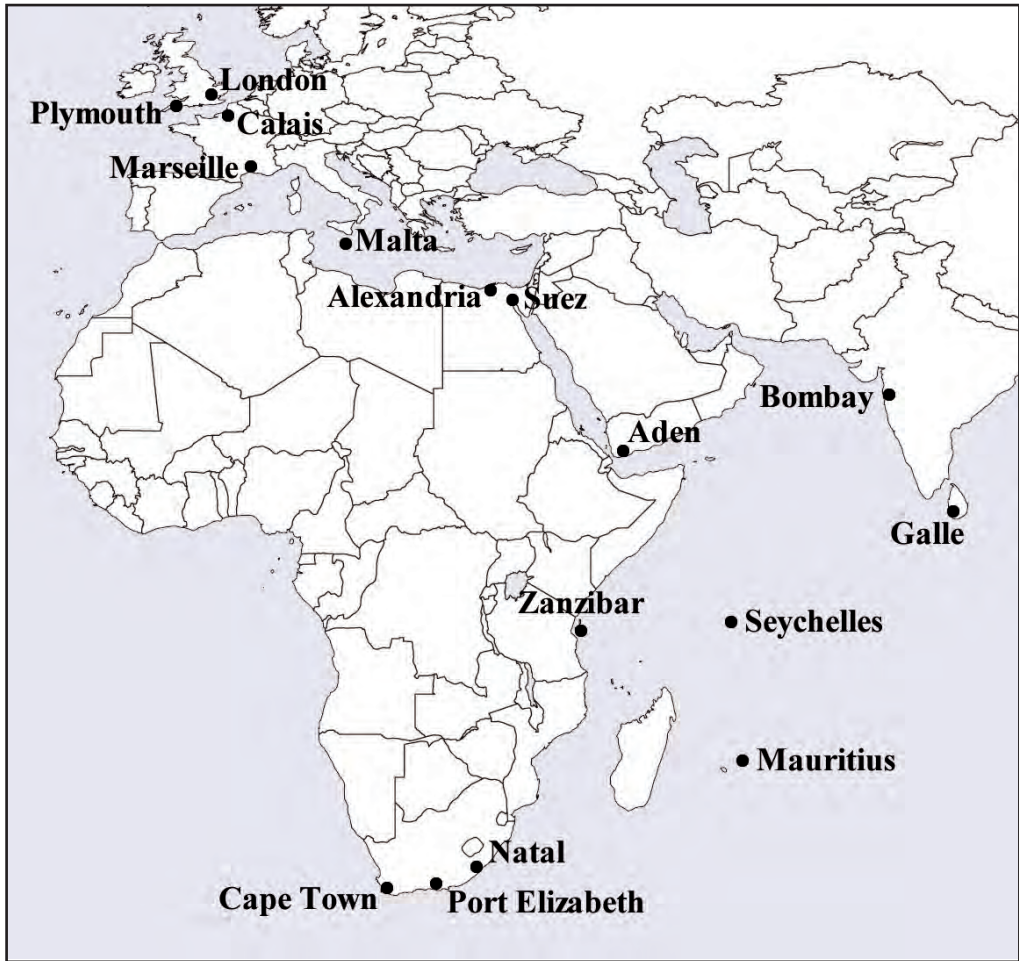 London
Plymouth
Calais
Marseille
Malta
Alexandria
Suez
Bombay
Aden
Galle
Zanzibar
Seychelles
Mauritius
Natal
Cape Town
Port Elizabeth